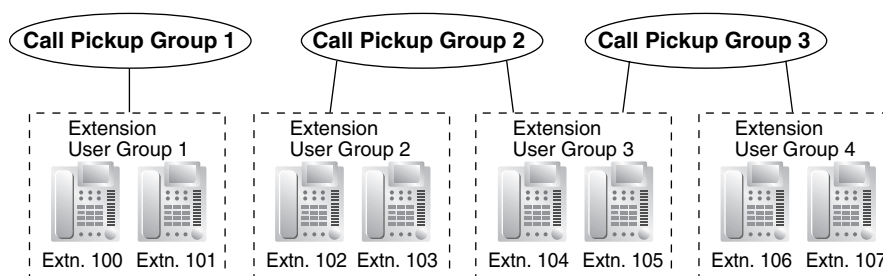 Call Pickup Group 1
Call Pickup Group 2
Call Pickup Group 3
Extension
User Group 1
Extension
User Group 2
Extension
User Group 3
Extension
User Group 4
Extn. 100 Extn. 101
Extn. 102 Extn. 103
Extn. 104 Extn. 105
Extn. 106 Extn. 107